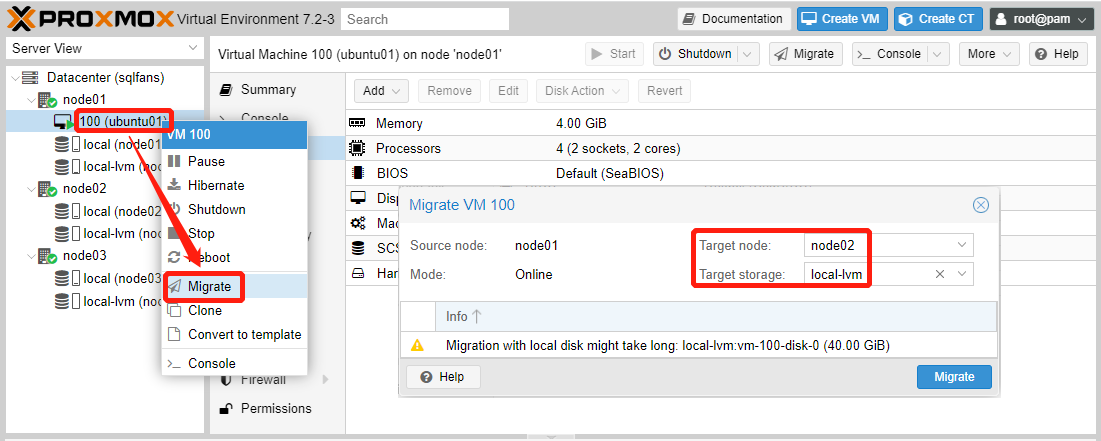 PROXMOX Virtual Environment 7.2-3 Search Documentation Create VM Create CT root@pam
Server View
Virtual Machine 100 (ubuntu01) on node 'node01' Start Shutdown Migrate >_ Console More Help
Datacenter (sqlfans)
node01
100 (ubuntu01)
local (node01
local-lvm (no
node02
local (node02
local-lvm (no
node03
local (node03
local-lvm (no
VM 100
Pause
Hibernate
Shutdown
Stop
Reboot
Migrate
Clone
Convert to template
>_ Console
Summary
>_ Console
Firewall
Permissions
Add Remove Edit Disk Action Revert
Memory 4.00 GiB
Processors 4 (2 sockets, 2 cores)
BIOS Default (SeaBIOS)
Disp
Mac
SCS
Har
Migrate VM 100
Source node: node01 Target node: node02
Mode: Online Target storage: local-lvm
Info ↑
Migration with local disk might take long: local-lvm:vm-100-disk-0 (40.00 GiB)
Help Migrate